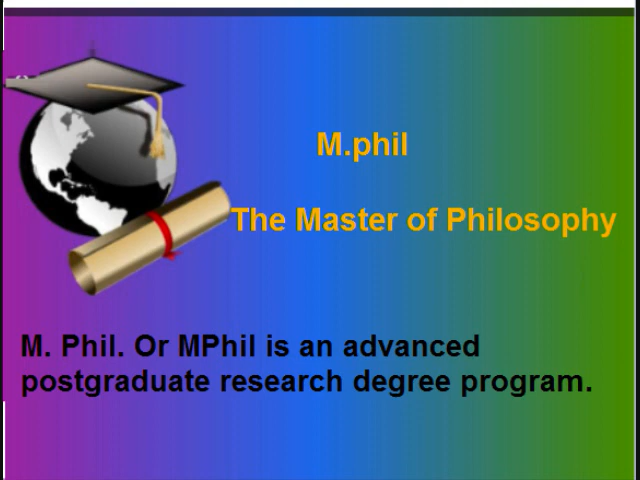 M.phil
The Master of Philosophy
M. Phil. Or MPhil is an advanced
postgraduate research degree program.